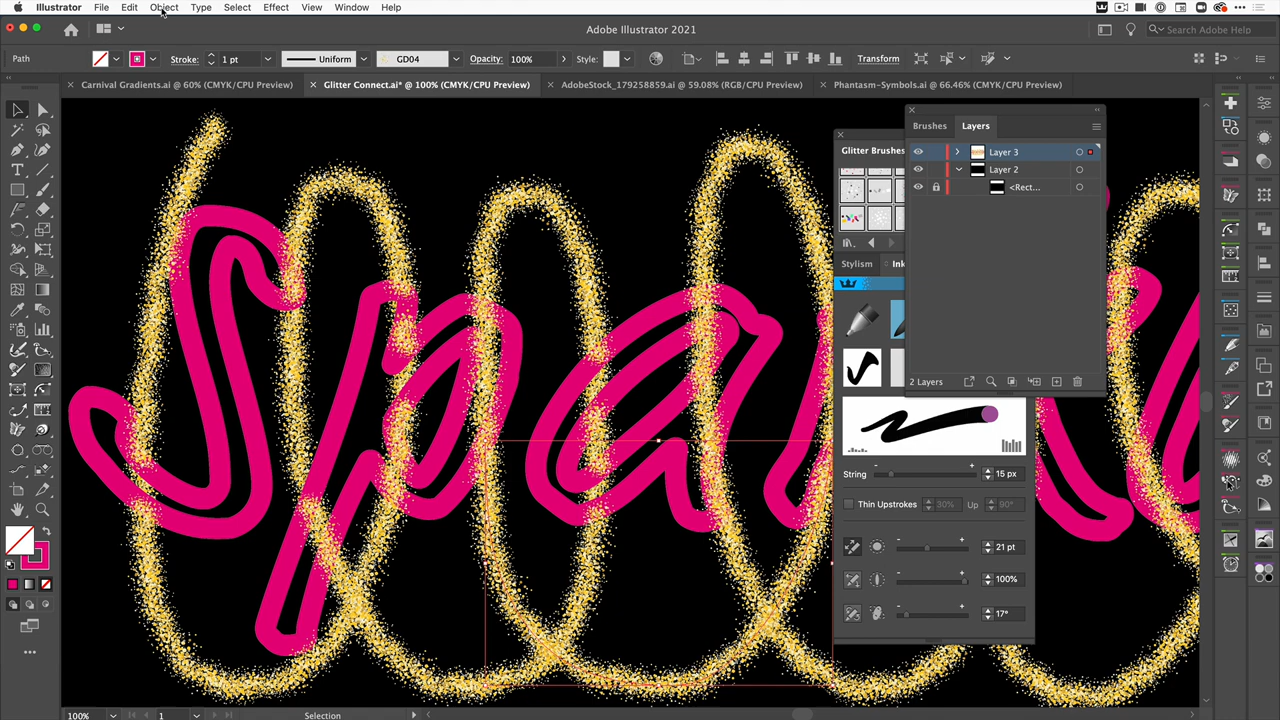 Illustrator File Edit Object Type Select Effect View Window Help
Adobe Illustrator 2021
Search Adobe Help
Path Stroke: 1 pt Uniform GD04 Opacity: 100% Style: Transform
× Carnival Gradients.ai @ 60% (CMYK/CPU Preview) × Glitter Connect.ai* @ 100% (CMYK/CPU Preview) × AdobeStock_179258859.ai @ 59.08% (RGB/CPU Preview) × Phantasm-Symbols.ai @ 66.46% (CMYK/CPU Preview)
Brushes Layers
Glitter Brushes
Layer 3
Layer 2
<Rect...
Stylism Ink
2 Layers
String 15 px
Thin Upstrokes 30% Up 90°
21 pt
100%
17°
Spa
100% 1 Selection